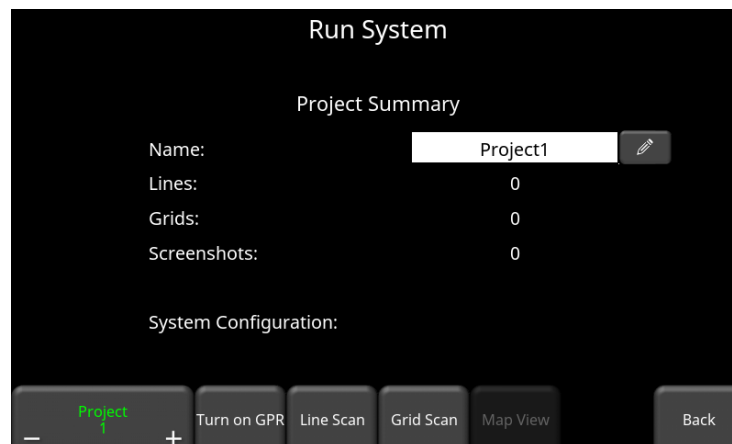 Run System
Project Summary
Name: Project1
Lines: 0
Grids: 0
Screenshots: 0
System Configuration:
Project
1
− + Turn on GPR Line Scan Grid Scan Map View Back